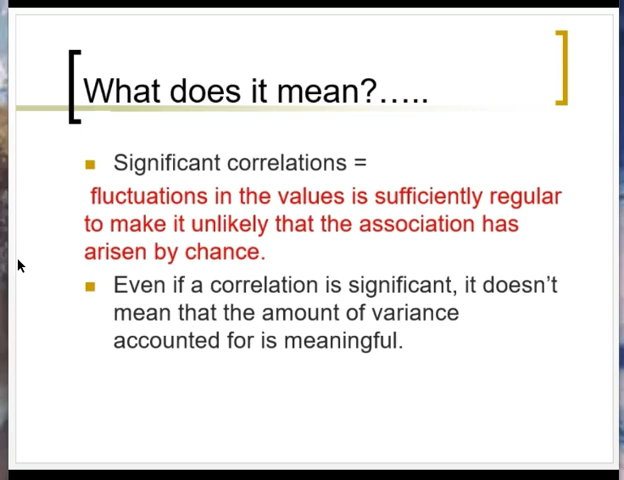 What does it mean?…..
Significant correlations =
fluctuations in the values is sufficiently regular
to make it unlikely that the association has
arisen by chance.
Even if a correlation is significant, it doesn't
mean that the amount of variance
accounted for is meaningful.